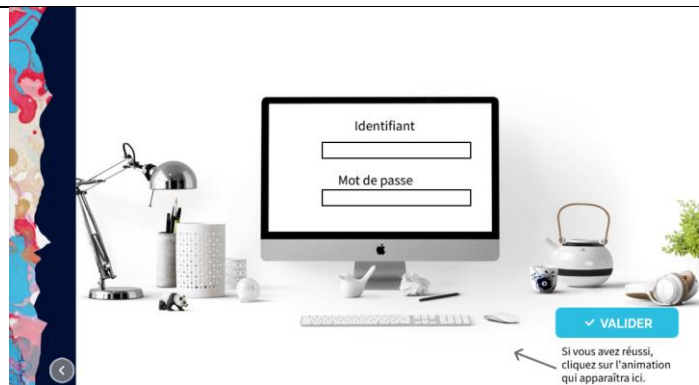 Identifiant
Mot de passe
VALIDER
Si vous avez réussi,
cliquez sur l'animation
qui apparaîtra ici.